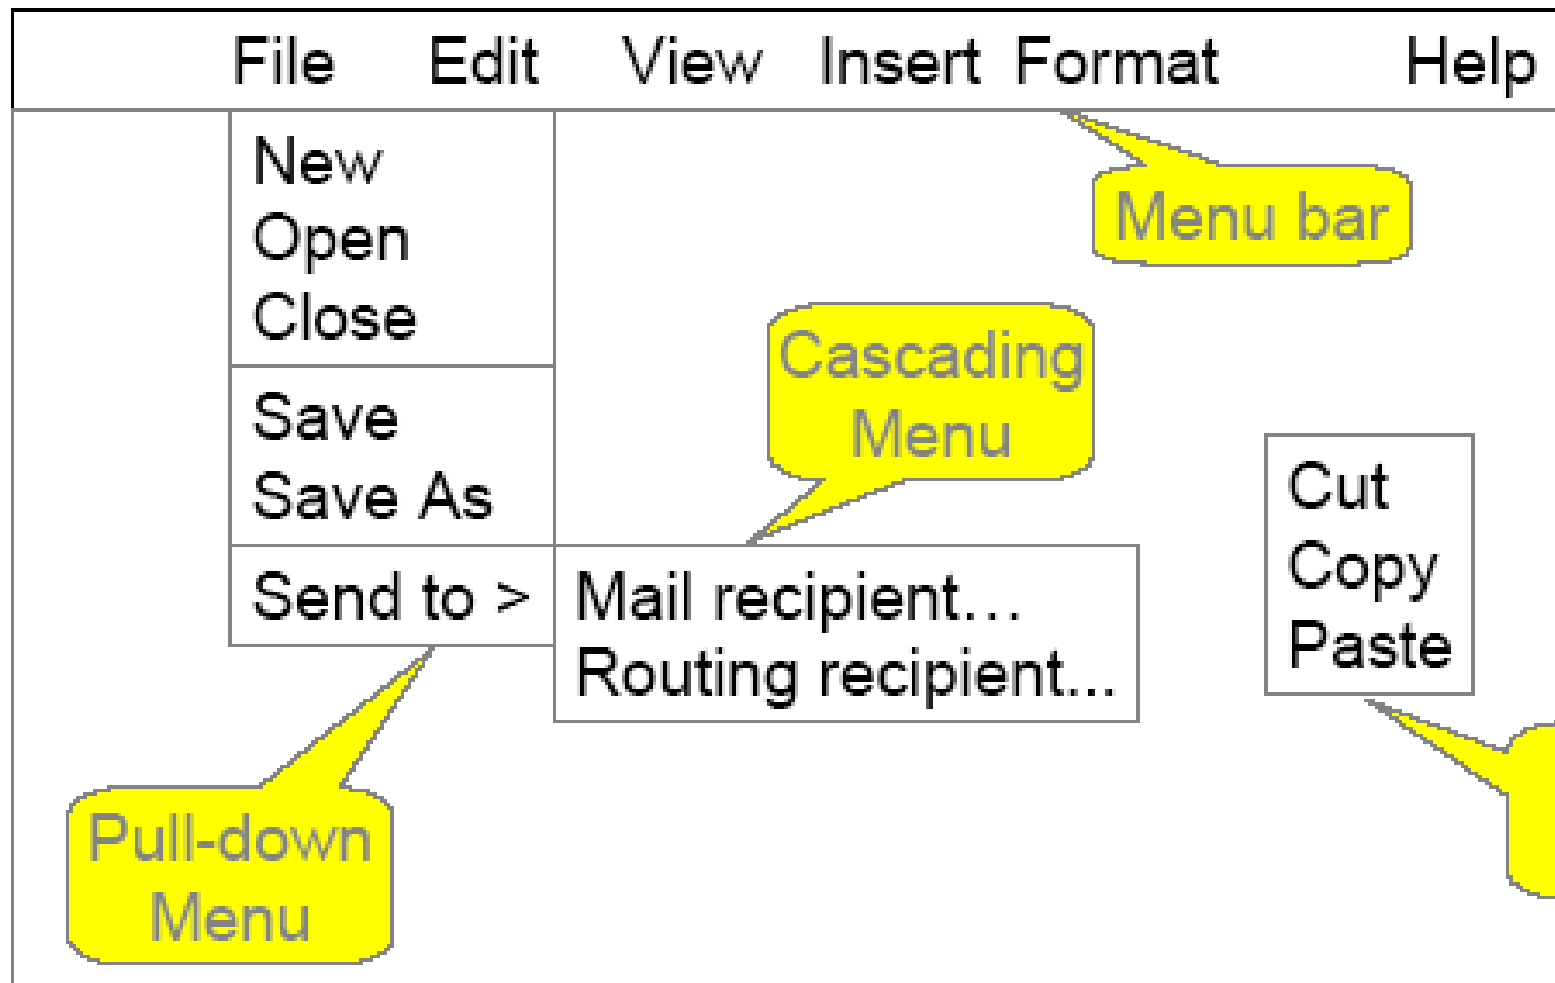 File Edit View Insert Format Help
New
Open
Close
Save
Save As
Send to >
Mail recipient...
Routing recipient...
Menu bar
Cascading
Menu
Cut
Copy
Paste
Pull-down
Menu